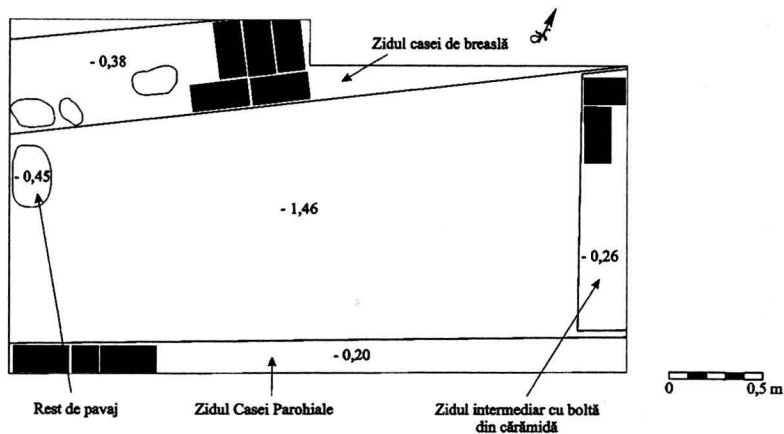 Zidul casei de breaslă
- 0,38
- 0,45
- 1,46
- 0,26
- 0,20
0 0,5 m
Rest de pavaj
Zidul Casei Parohiale
Zidul intermediar cu boltă
din cărămidă